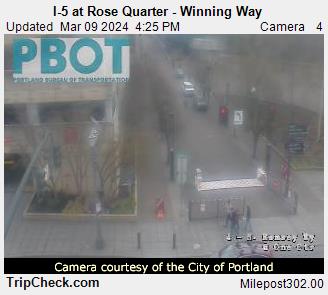 I-5 at Rose Quarter - Winning Way
Updated Mar 09 2024 4:25 PM Camera 4
PBOT
PORTLAND BUREAU OF TRANSPORTATION
Camera courtesy of the City of Portland
TripCheck.com Milepost302.00